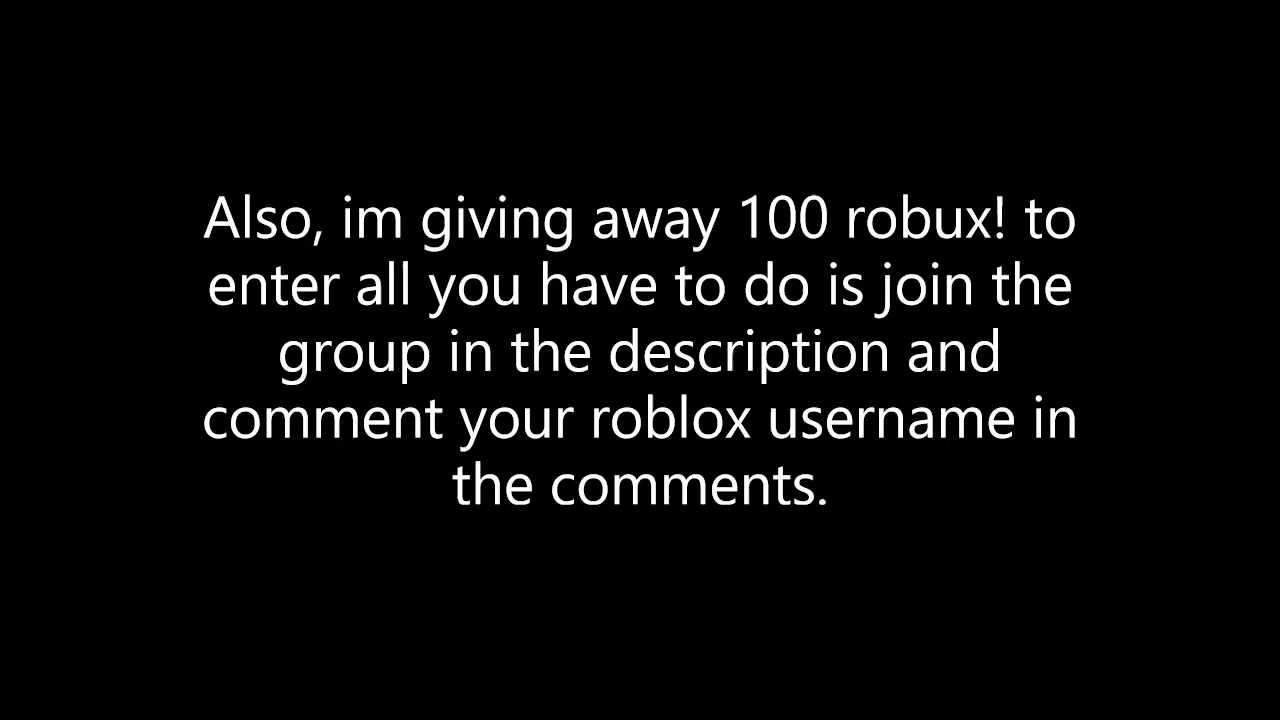 Also, im giving away 100 robux! to
enter all you have to do is join the
group in the description and
comment your roblox username in
the comments.